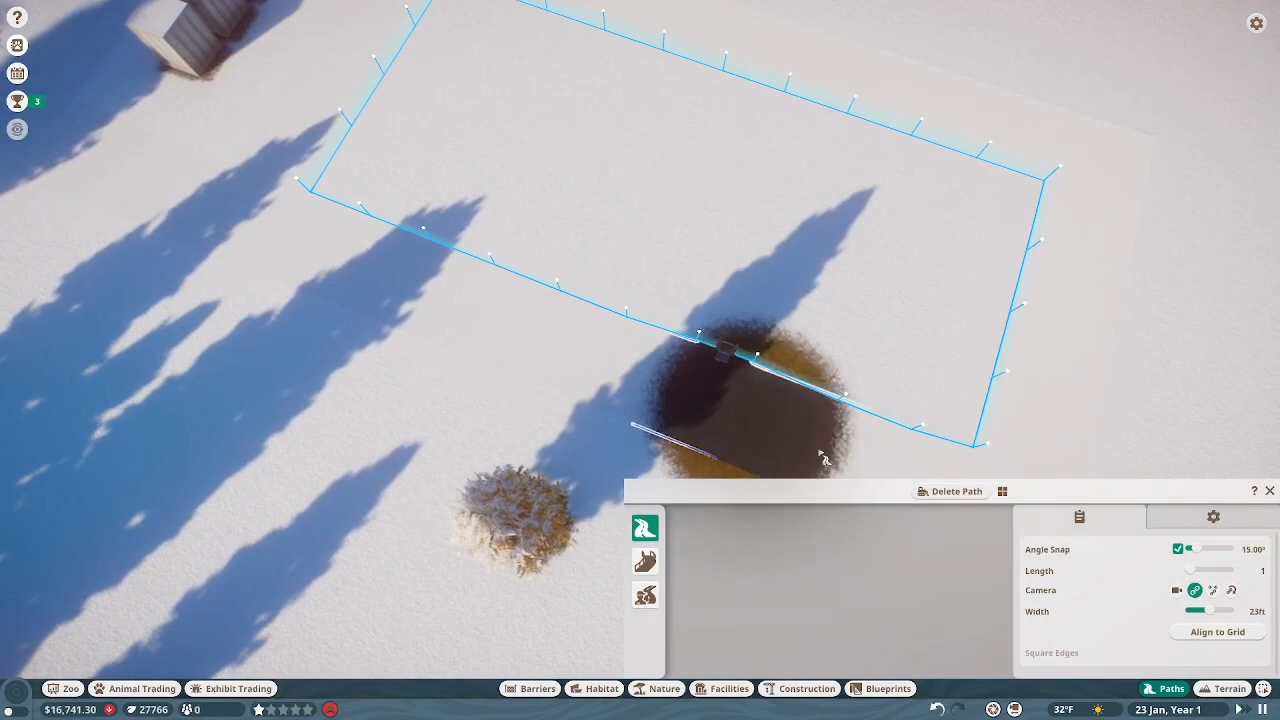 ?
3
Delete Path
?
Angle Snap 15.00°
Length 1
Camera
Width 23ft
Align to Grid
Square Edges
Zoo Animal Trading Exhibit Trading Barriers Habitat Nature Facilities Construction Blueprints Paths Terrain
$16,741.30 27766 0 32°F 23 Jan, Year 1